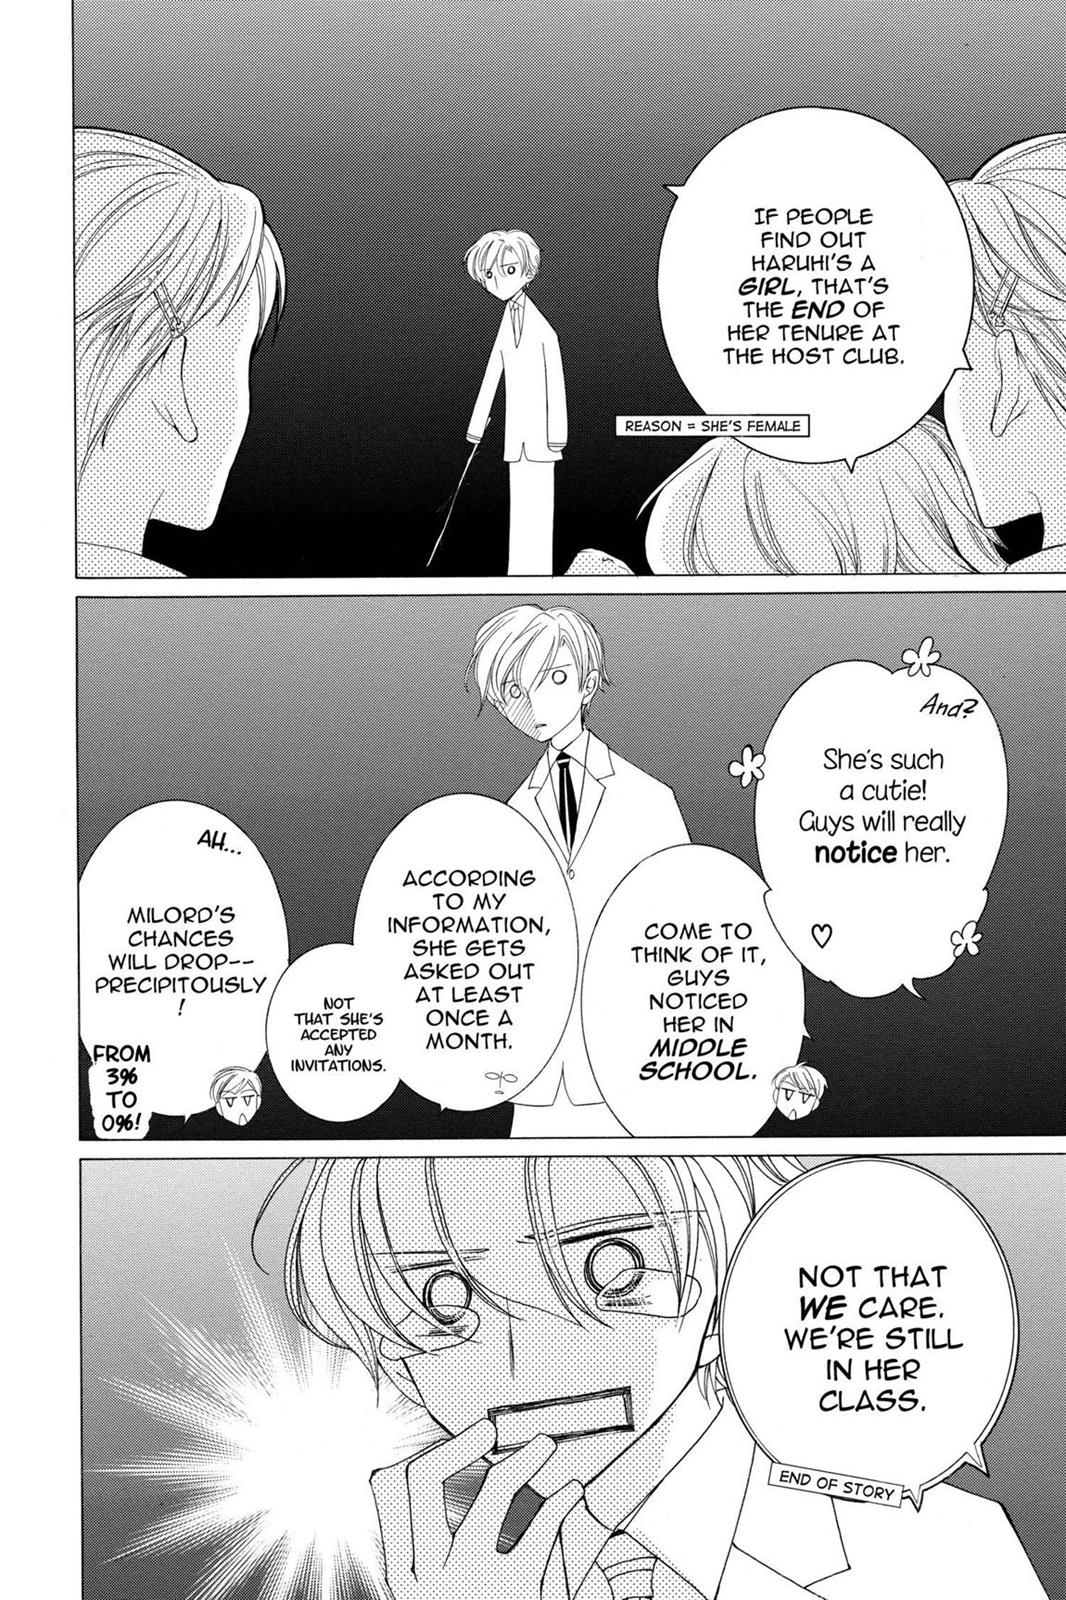 IF PEOPLE
FIND OUT
HARUHI'S A
GIRL, THAT'S
THE END OF
HER TENURE AT
THE HOST CLUB.
REASON = SHE'S FEMALE
And?
She's such
a cutie!
Guys will really
notice her.
COME TO
THINK OF IT,
GUYS
NOTICED
HER IN
MIDDLE
SCHOOL.
ACCORDING
TO MY
INFORMATION,
SHE GETS
ASKED OUT
AT LEAST
ONCE A
MONTH.
NOT
THAT SHE'S
ACCEPTED
ANY
INVITATIONS.
AH...
MILORD'S
CHANCES
WILL DROP--
PRECIPITOUSLY
!
FROM
3%
TO
0%!
NOT THAT
WE CARE.
WE'RE STILL
IN HER
CLASS.
END OF STORY